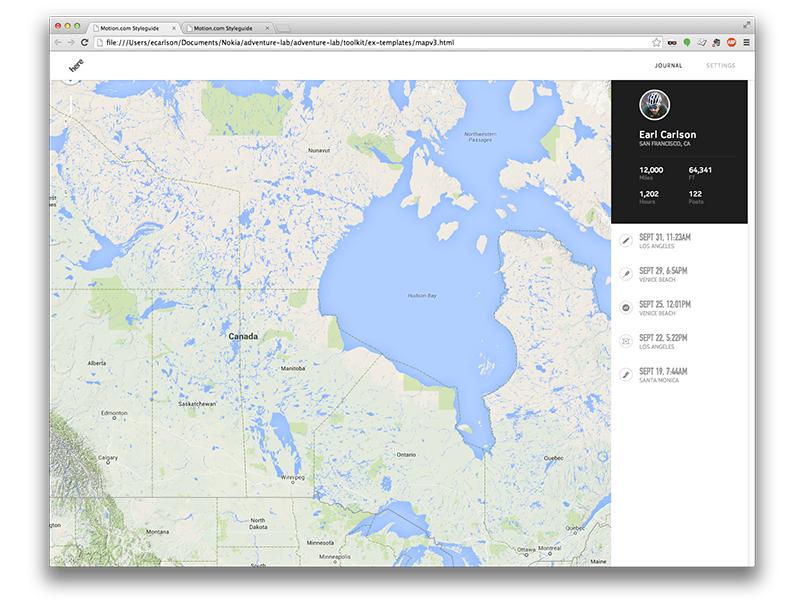 Motion.com Styleguide
Motion.com Styleguide
file:///Users/ecarlson/Documents/Nokia/adventure-lab/adventure-lab/toolkit/ex-templates/mapv3.html
ABP
here
JOURNAL
SETTINGS
Earl Carlson
SAN FRANCISCO, CA
12,000
64,341
Miles
FT
1,202
122
Hours
Posts
SEPT 31, 11:23AM
LOS ANGELES
SEPT 29, 6:54PM
VENICE BEACH
SEPT 25, 12:01PM
VENICE BEACH
SEPT 22, 5:22PM
LOS ANGELES
SEPT 19, 7:44AM
SANTA MONICA
Northwestern
Passages
Nunavut
Hudson Bay
Canada
Alberta
Manitoba
Edmonton
Saskatchewan
Calgary
Ontario
Quebec
Winnipeg
North
Dakota
Montana
Minnesota
Minneapolis
Quebec
Ottawa
Montreal
Maine